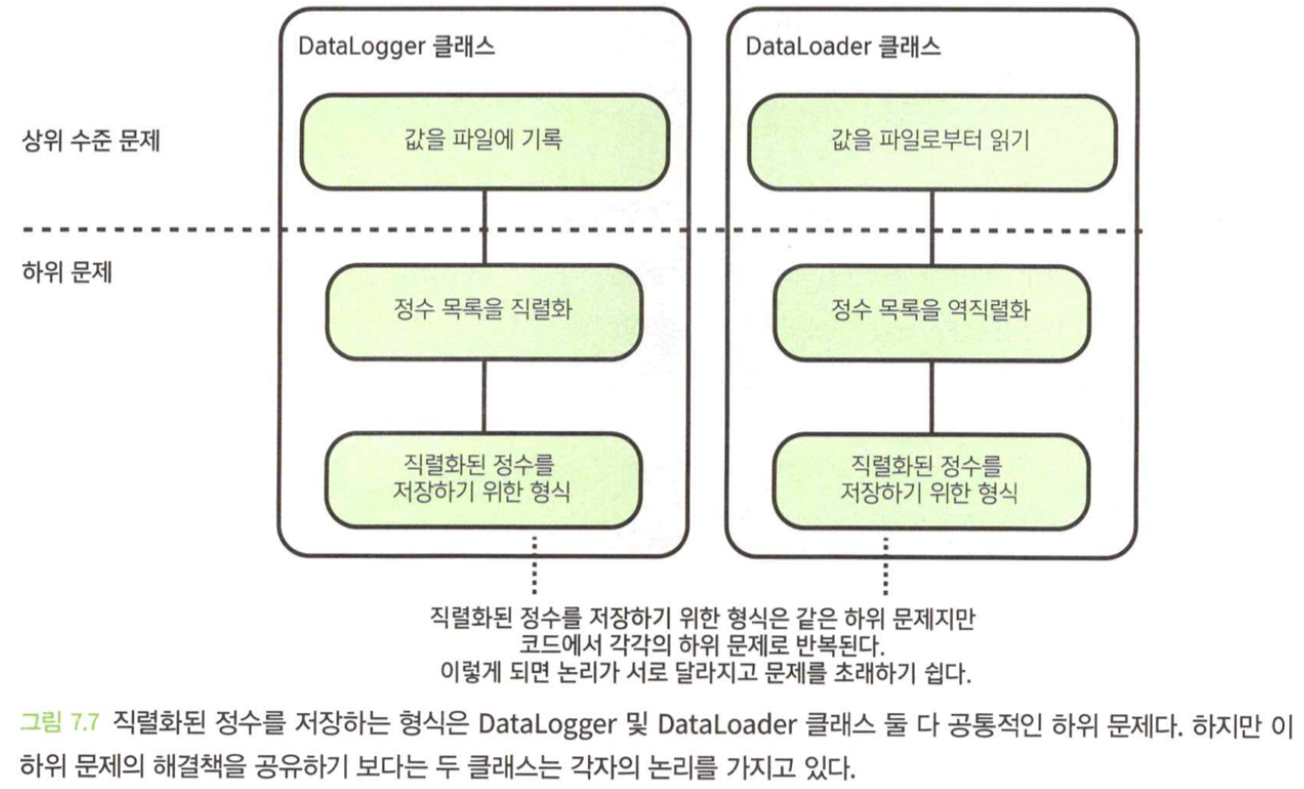 DataLogger 클래스
DataLoader 클래스
상위 수준 문제
값을 파일에 기록
값을 파일로부터 읽기
하위 문제
정수 목록을 직렬화
정수 목록을 역직렬화
직렬화된 정수를
저장하기 위한 형식
직렬화된 정수를
저장하기 위한 형식
직렬화된 정수를 저장하기 위한 형식은 같은 하위 문제지만
코드에서 각각의 하위 문제로 반복된다.
이렇게 되면 논리가 서로 달라지고 문제를 초래하기 쉽다.
그림 7.7 직렬화된 정수를 저장하는 형식은 DataLogger 및 DataLoader 클래스 둘 다 공통적인 하위 문제다. 하지만 이
하위 문제의 해결책을 공유하기 보다는 두 클래스는 각자의 논리를 가지고 있다.